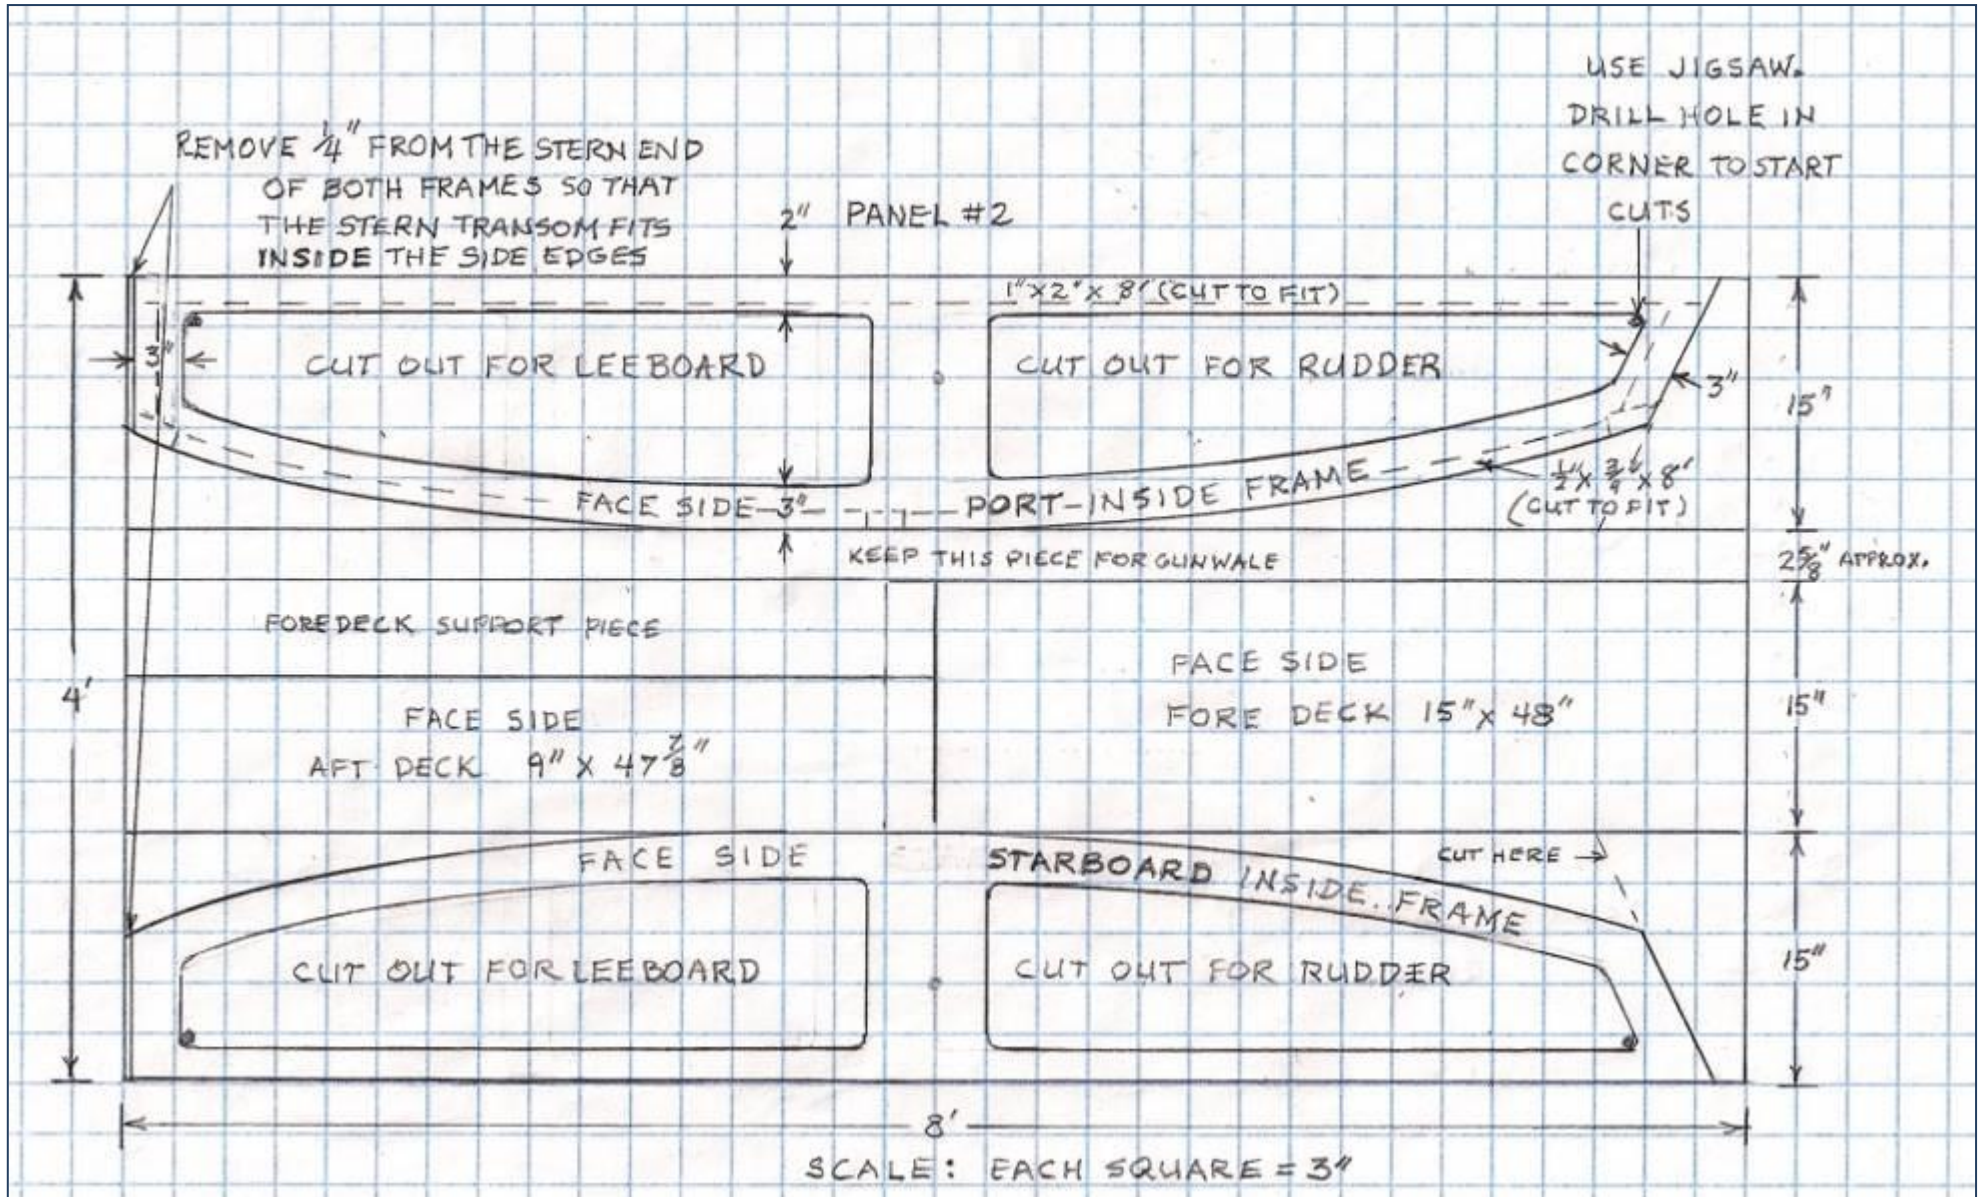 USE JIGSAW.
DRILL HOLE IN
CORNER TO START
CUTS
REMOVE 1/4" FROM THE STERN END
OF BOTH FRAMES SO THAT
THE STERN TRANSOM FITS
INSIDE THE SIDE EDGES
2" PANEL #2
1" X 2" X 8' (CUT TO FIT)
3"
CUT OUT FOR LEEBOARD
CUT OUT FOR RUDDER
3"
15"
1/2" X 3/4" X 8'
(CUT TO FIT)
FACE SIDE 3" PORT-INSIDE FRAME
KEEP THIS PIECE FOR GUNWALE
2 5/8" APPROX.
FOREDECK SUPPORT PIECE
FACE SIDE
FORE DECK 15" X 48"
15"
4'
FACE SIDE
AFT DECK 9" X 47 7/8"
FACE SIDE
STARBOARD INSIDE FRAME
CUT HERE
CUT OUT FOR LEEBOARD
CUT OUT FOR RUDDER
15"
8'
SCALE: EACH SQUARE = 3"